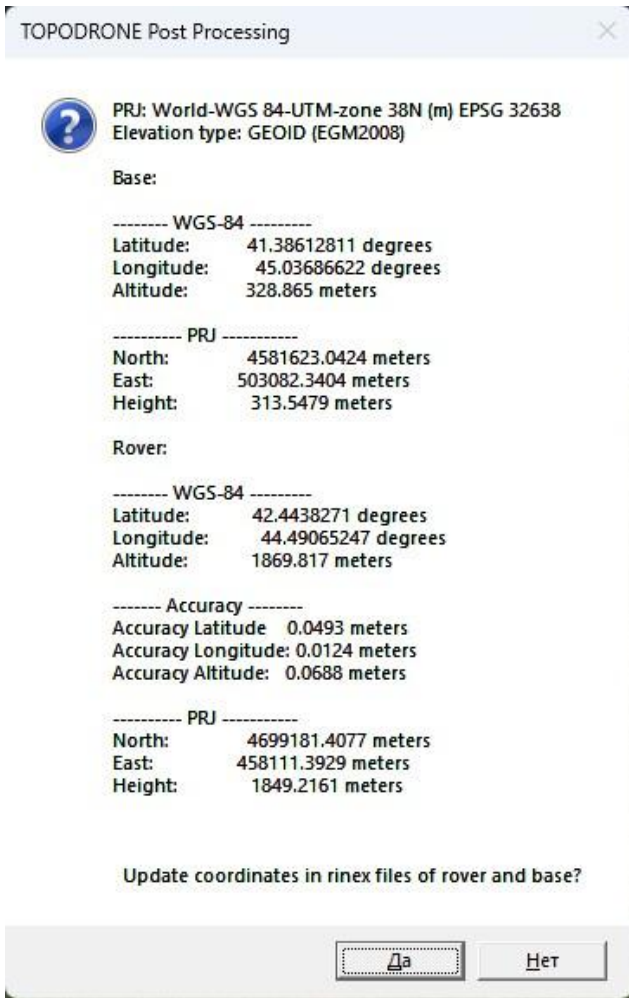 TOPODRONE Post Processing
PRJ: World-WGS 84-UTM-zone 38N (m) EPSG 32638
Elevation type: GEOID (EGM2008)
Base:
-------- WGS-84 ---------
Latitude: 41.38612811 degrees
Longitude: 45.03686622 degrees
Altitude: 328.865 meters
---------- PRJ -----------
North: 4581623.0424 meters
East: 503082.3404 meters
Height: 313.5479 meters
Rover:
-------- WGS-84 ---------
Latitude: 42.4438271 degrees
Longitude: 44.49065247 degrees
Altitude: 1869.817 meters
------- Accuracy --------
Accuracy Latitude 0.0493 meters
Accuracy Longitude: 0.0124 meters
Accuracy Altitude: 0.0688 meters
---------- PRJ -----------
North: 4699181.4077 meters
East: 458111.3929 meters
Height: 1849.2161 meters
Update coordinates in rinex files of rover and base?
Да Нет